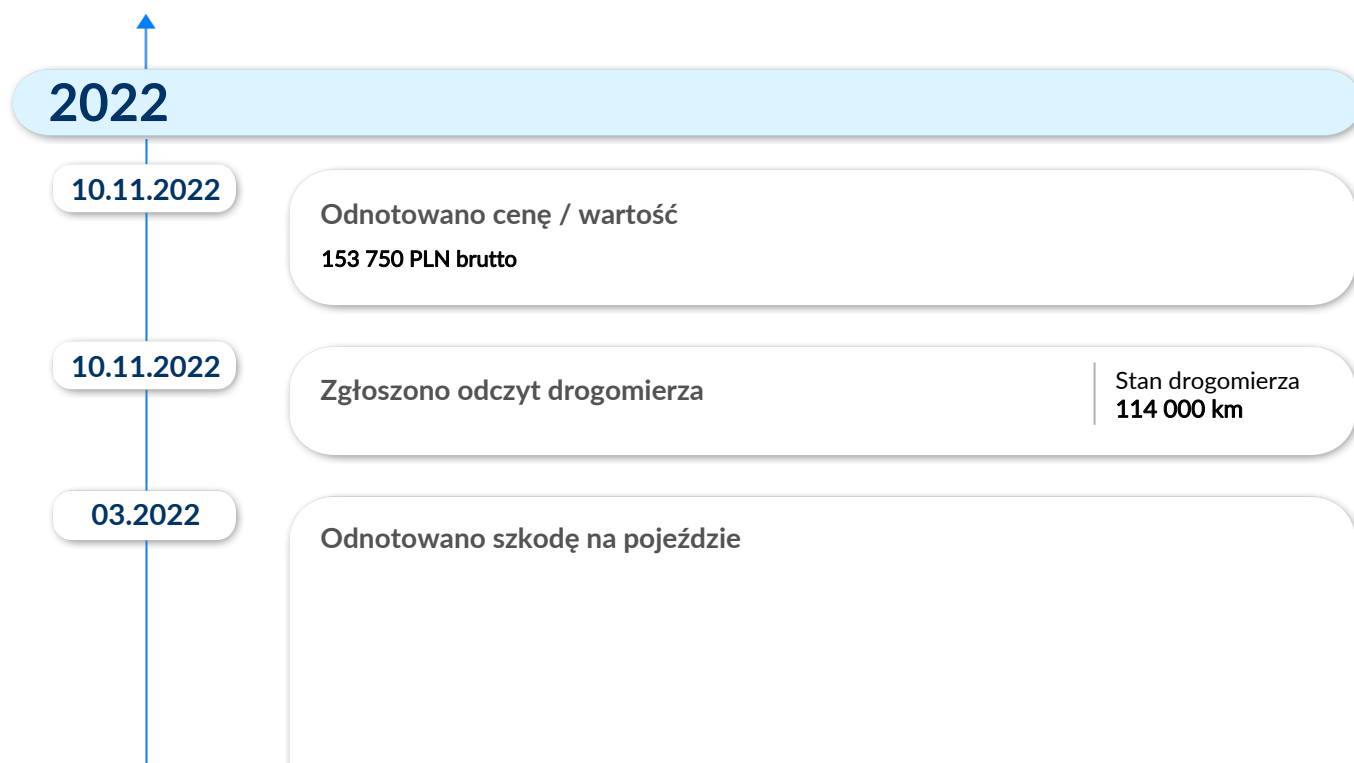 2022
10.11.2022
Odnotowano cenę / wartość
153 750 PLN brutto
10.11.2022
Zgłoszono odczyt drogomierza
Stan drogomierza
114 000 km
03.2022
Odnotowano szkodę na pojeździe